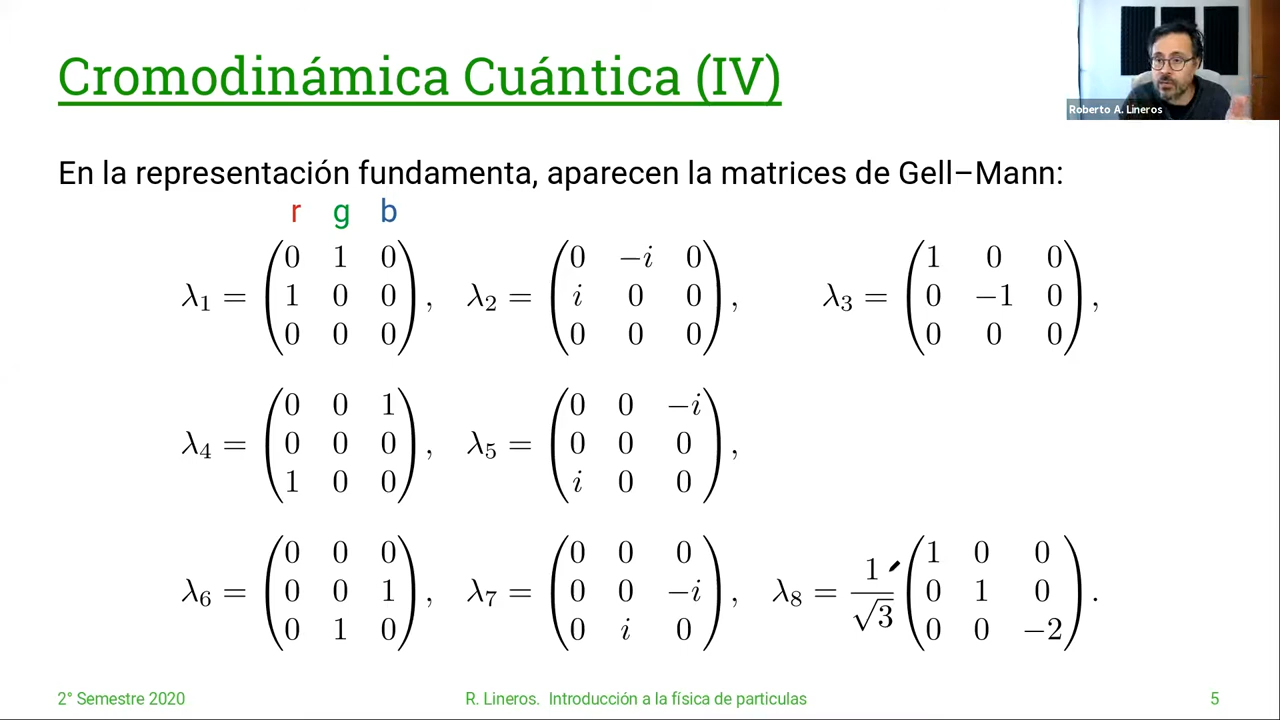 Cromodinámica Cuántica (IV)
Roberto A. Lineros
En la representación fundamenta, aparecen la matrices de Gell–Mann:
r g b
λ₁ = (0 1 0; 1 0 0; 0 0 0), λ₂ = (0 −i 0; i 0 0; 0 0 0), λ₃ = (1 0 0; 0 −1 0; 0 0 0),
λ₄ = (0 0 1; 0 0 0; 1 0 0), λ₅ = (0 0 −i; 0 0 0; i 0 0),
λ₆ = (0 0 0; 0 0 1; 0 1 0), λ₇ = (0 0 0; 0 0 −i; 0 i 0), λ₈ = 1/√3 (1 0 0; 0 1 0; 0 0 −2).
2° Semestre 2020
R. Lineros. Introducción a la física de particulas
5